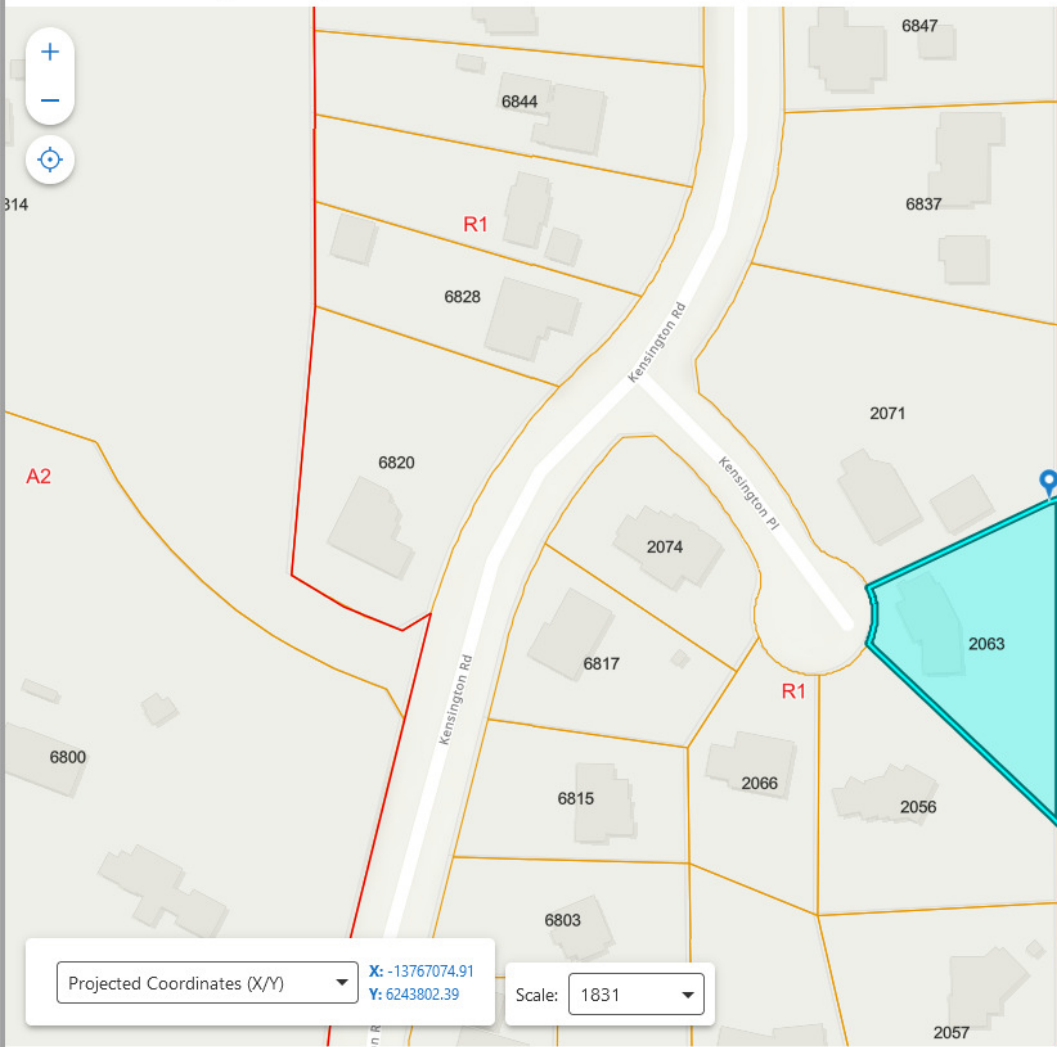 6847
6844
314
6837
R1
6828
Kensington Rd
2071
6820
A2
Kensington Pl
2074
2063
6817
R1
Kensington Rd
6800
2066
6815
2056
6803
Projected Coordinates (X/Y)
X: -13767074.91
Y: 6243802.39
Scale: 1831
2057
n R